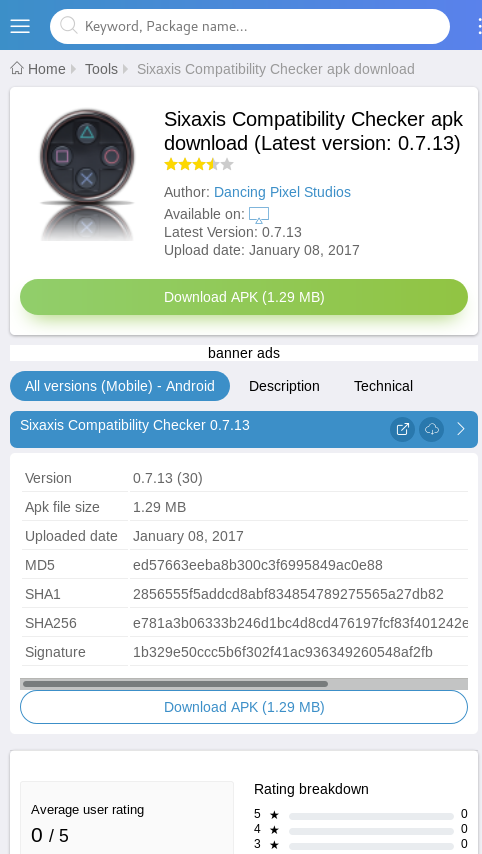 Keyword, Package name...
Home Tools Sixaxis Compatibility Checker apk download
Sixaxis Compatibility Checker apk
download (Latest version: 0.7.13)
Author: Dancing Pixel Studios
Available on:
Latest Version: 0.7.13
Upload date: January 08, 2017
Download APK (1.29 MB)
banner ads
All versions (Mobile) - Android Description Technical
Sixaxis Compatibility Checker 0.7.13
Version 0.7.13 (30)
Apk file size 1.29 MB
Uploaded date January 08, 2017
MD5 ed57663eeba8b300c3f6995849ac0e88
SHA1 2856555f5addcd8abf834854789275565a27db82
SHA256 e781a3b06333b246d1bc4d8cd476197fcf83f401242e
Signature 1b329e50ccc5b6f302f41ac936349260548af2fb
Download APK (1.29 MB)
Average user rating
0 / 5
Rating breakdown
5 ★ 0
4 ★ 0
3 ★ 0